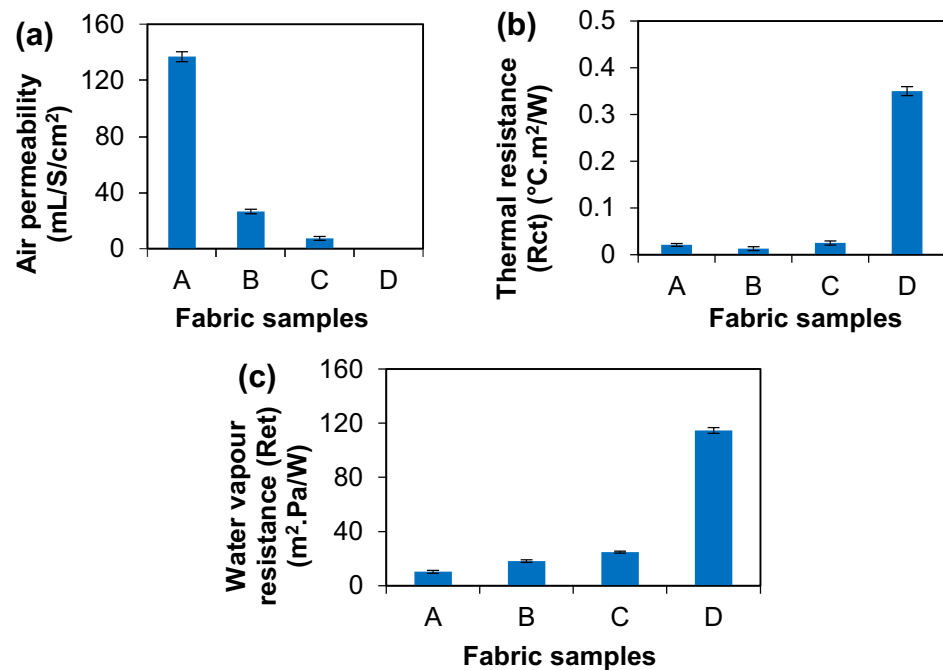 (a)
Air permeability
(mL/S/cm²)
160
120
80
40
0
A B C D
Fabric samples
(b)
Thermal resistance
(Rct) (°C.m²/W)
0.5
0.4
0.3
0.2
0.1
0
A B C D
Fabric samples
(c)
Water vapour
resistance (Ret)
(m².Pa/W)
160
120
80
40
0
A B C D
Fabric samples